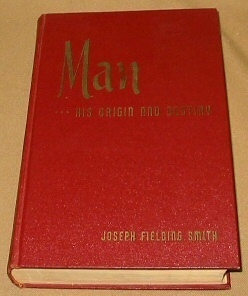 Man
... HIS ORIGIN AND DESTINY
JOSEPH FIELDING SMITH